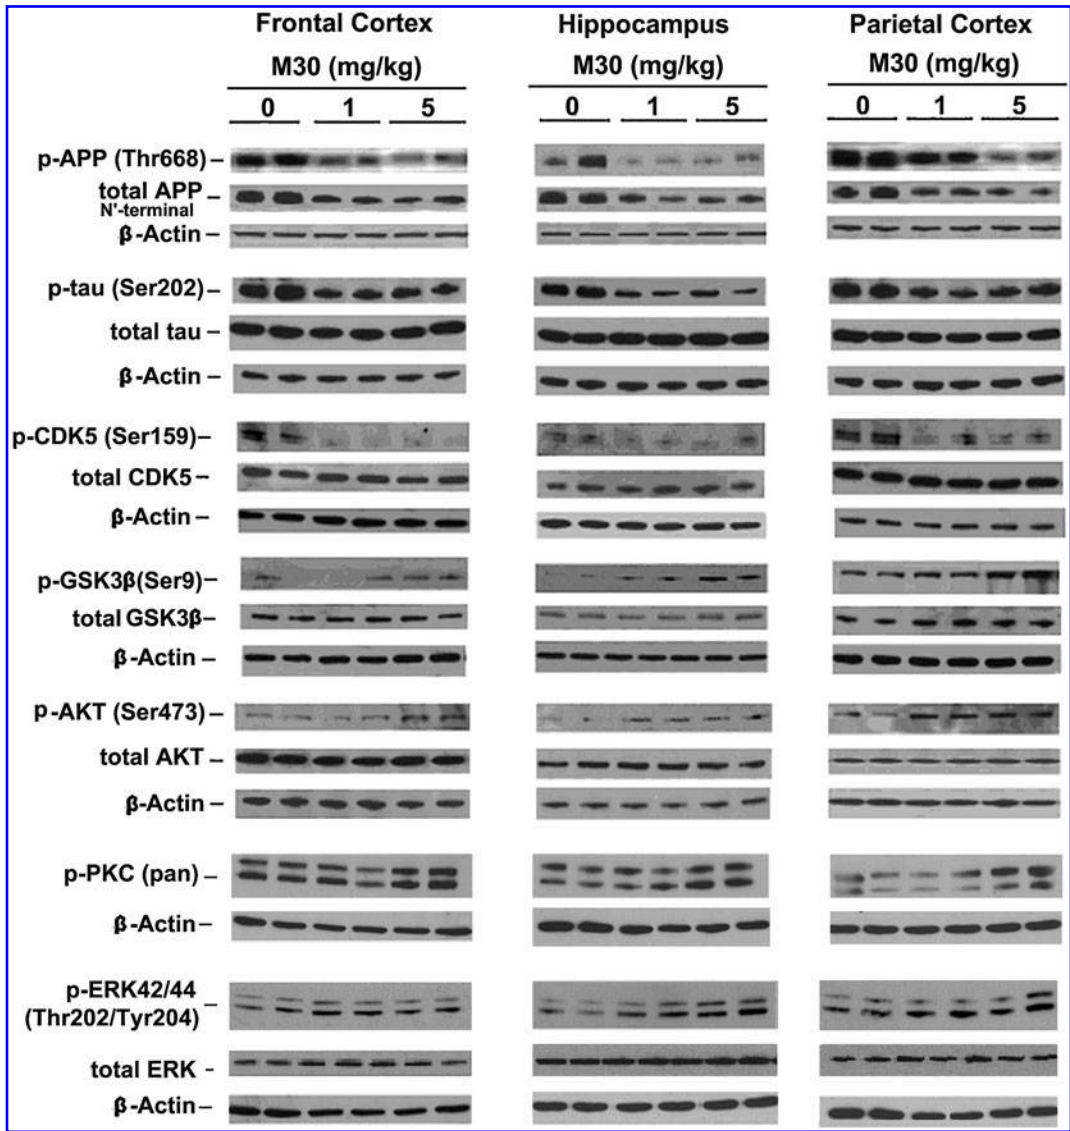 Frontal Cortex Hippocampus Parietal Cortex
M30 (mg/kg) M30 (mg/kg) M30 (mg/kg)
0 1 5 0 1 5 0 1 5
p-APP (Thr668) –
total APP –
N'-terminal
β-Actin –
p-tau (Ser202) –
total tau –
β-Actin –
p-CDK5 (Ser159) –
total CDK5 –
β-Actin –
p-GSK3β(Ser9) –
total GSK3β –
β-Actin –
p-AKT (Ser473) –
total AKT –
β-Actin –
p-PKC (pan) –
β-Actin –
p-ERK42/44 –
(Thr202/Tyr204)
total ERK -
β-Actin –